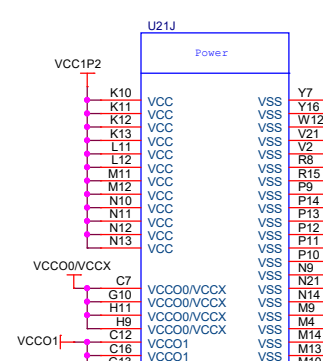 U21J
Power
VCC1P2
K10 VCC VSS Y7
K11 VCC VSS Y16
K12 VCC VSS W12
K13 VCC VSS V21
L11 VCC VSS V2
L12 VCC VSS R8
M11 VCC VSS R15
M12 VCC VSS P9
N10 VCC VSS P14
N11 VCC VSS P13
N12 VCC VSS P12
N13 VCC VSS P11
VSS P10
VCCO0/VCCX
VSS N9
C7 VCCO0/VCCX VSS N21
G10 VCCO0/VCCX VSS N14
H11 VCCO0/VCCX VSS M9
H9 VCCO0/VCCX VSS M4
VCCO1 C12 VCCO1 VSS M14
C16 VCCO1 VSS M13